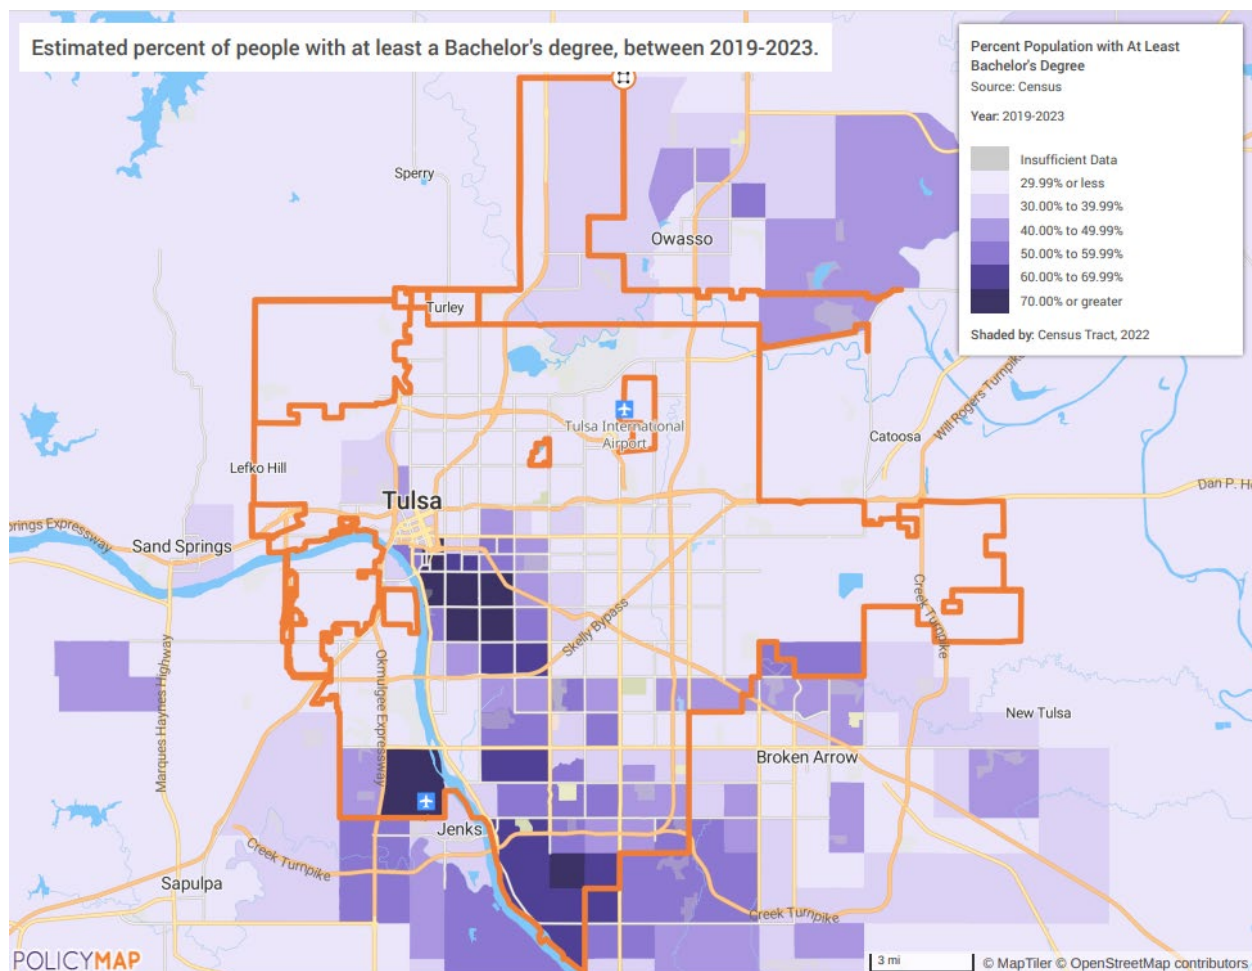 Estimated percent of people with at least a Bachelor's degree, between 2019-2023.
Percent Population with At Least
Bachelor's Degree
Source: Census
Year: 2019-2023
Insufficient Data
29.99% or less
30.00% to 39.99%
40.00% to 49.99%
50.00% to 59.99%
60.00% to 69.99%
70.00% or greater
Shaded by: Census Tract, 2022
Sperry
Owasso
Turley
Will Rogers Turnpike
Tulsa International
Airport
Catoosa
Lefko Hill
Tulsa
Dan P. Ho
prings Expressway
Sand Springs
Creek Turnpike
Skelly Bypass
Marques Haynes Highway
Okmulgee Expressway
New Tulsa
Broken Arrow
Jenks
Creek Turnpike
Sapulpa
Creek Turnpike
POLICYMAP
3 mi
© MapTiler © OpenStreetMap contributors